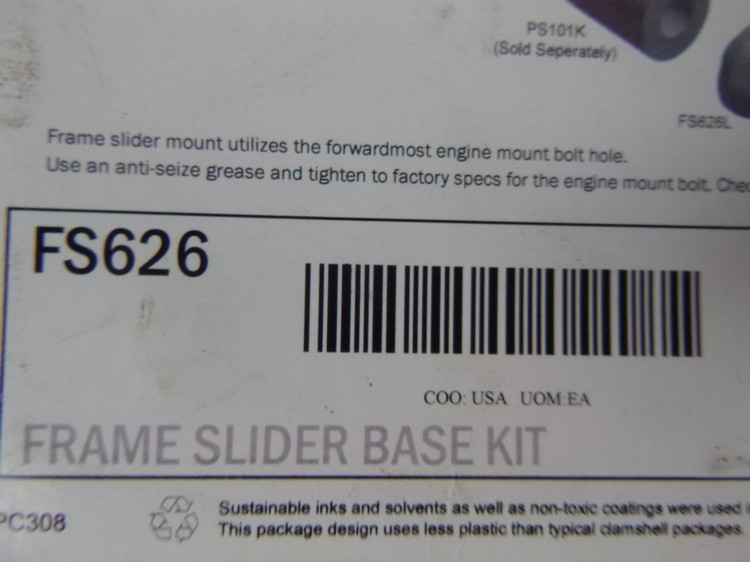 PS101K
(Sold Seperately)
FS626L
Frame slider mount utilizes the forwardmost engine mount bolt hole.
Use an anti-seize grease and tighten to factory specs for the engine mount bolt. Chec
FS626
COO: USA UOM:EA
FRAME SLIDER BASE KIT
PC308
Sustainable inks and solvents as well as non-toxic coatings were used
This package design uses less plastic than typical clamshell packages.